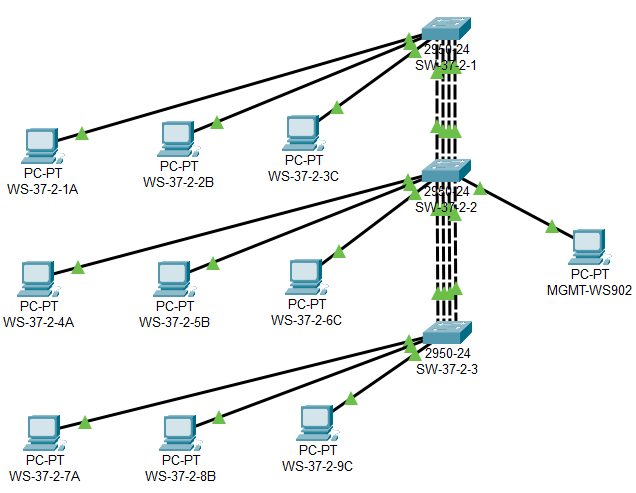 2950-24
SW-37-2-1
PC-PT
WS-37-2-1A
PC-PT
WS-37-2-2B
PC-PT
WS-37-2-3C
2950-24
SW-37-2-2
PC-PT
WS-37-2-4A
PC-PT
WS-37-2-5B
PC-PT
WS-37-2-6C
PC-PT
MGMT-WS902
2950-24
SW-37-2-3
PC-PT
WS-37-2-7A
PC-PT
WS-37-2-8B
PC-PT
WS-37-2-9C